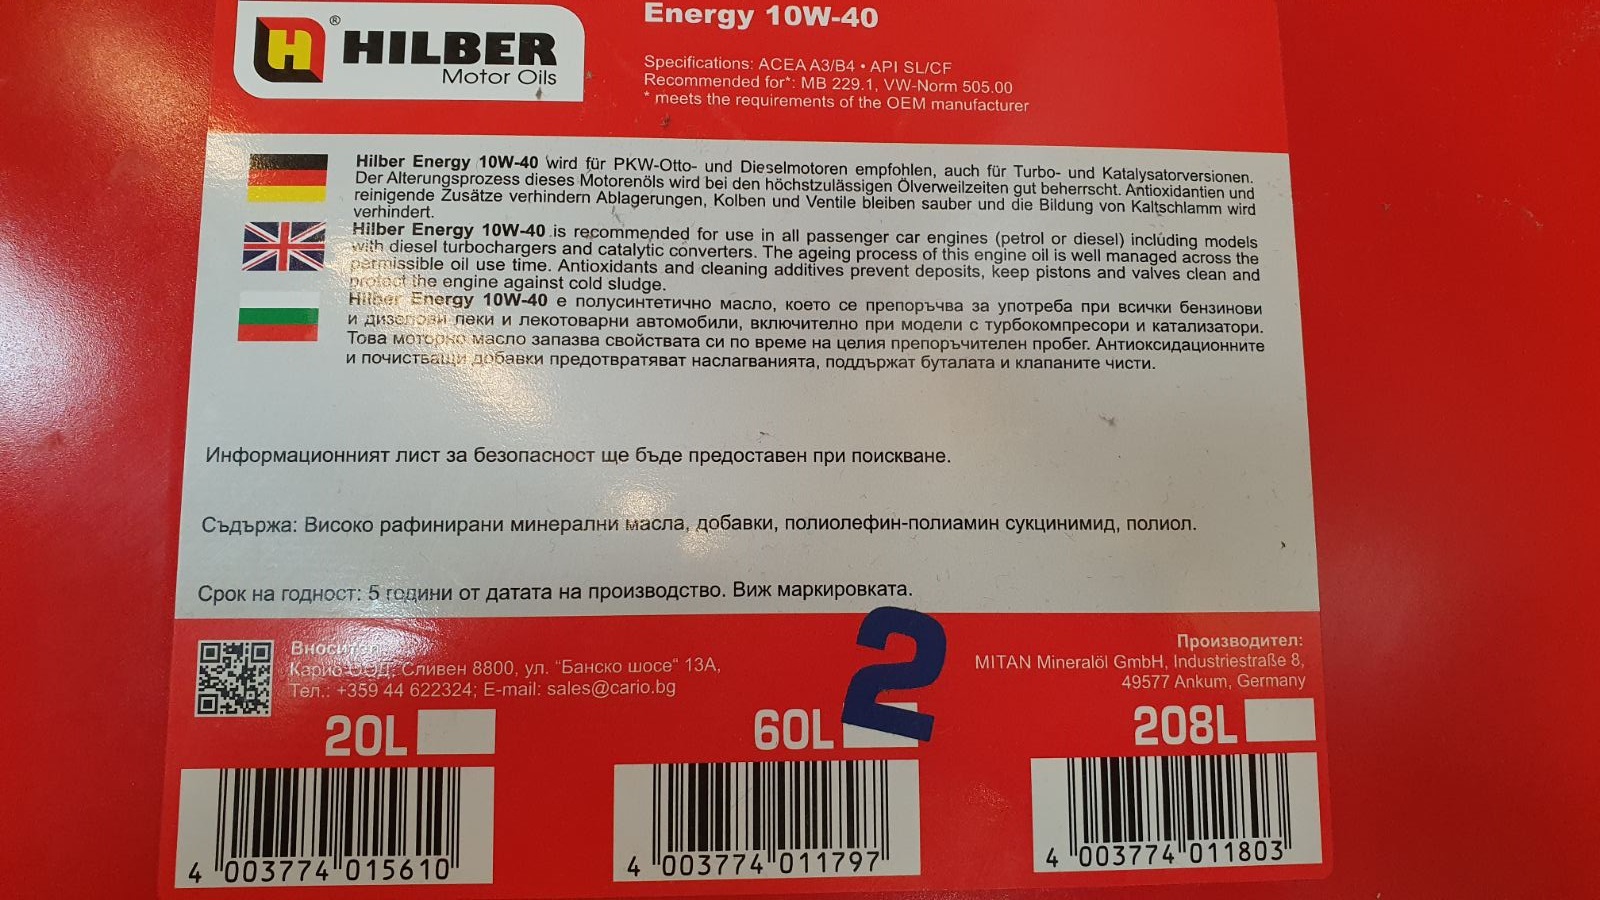 HILBER®
Motor Oils
Energy 10W-40
Specifications: ACEA A3/B4 • API SL/CF
Recommended for*: MB 229.1, VW-Norm 505.00
* meets the requirements of the OEM manufacturer
Hilber Energy 10W-40 wird für PKW-Otto- und Dieselmotoren empfohlen, auch für Turbo- und Katalysatorversionen.
Der Alterungsprozess dieses Motorenöls wird bei den höchstzulässigen Ölverweilzeiten gut beherrscht. Antioxidantien und
reinigende Zusätze verhindern Ablagerungen, Kolben und Ventile bleiben sauber und die Bildung von Kaltschlamm wird
verhindert.
Hilber Energy 10W-40 is recommended for use in all passenger car engines (petrol or diesel) including models
with diesel turbochargers and catalytic converters. The ageing process of this engine oil is well managed across the
permissible oil use time. Antioxidants and cleaning additives prevent deposits, keep pistons and valves clean and
protect the engine against cold sludge.
Hilber Energy 10W-40 е полусинтетично масло, което се препоръчва за употреба при всички бензинови
и дизелови леки и лекотоварни автомобили, включително при модели с турбокомпресори и катализатори.
Това моторно масло запазва свойствата си по време на целия препоръчителен пробег. Антиоксидационните
и почистващи добавки предотвратяват наслагванията, поддържат буталата и клапаните чисти.
Информационният лист за безопасност ще бъде предоставен при поискване.
Съдържа: Високо рафинирани минерални масла, добавки, полиолефин-полиамин сукцинимид, полиол.
Срок на годност: 5 години от датата на производство. Виж маркировката.
Вносител:
Карио ООД, Сливен 8800, ул. "Банско шосе" 13А,
Тел.: +359 44 622324; E-mail: sales@cario.bg
Производител:
MITAN Mineralöl GmbH, Industriestraße 8,
49577 Ankum, Germany
2
20L
60L
208L
4 003774 015610
4 003774 011797
4 003774 011803